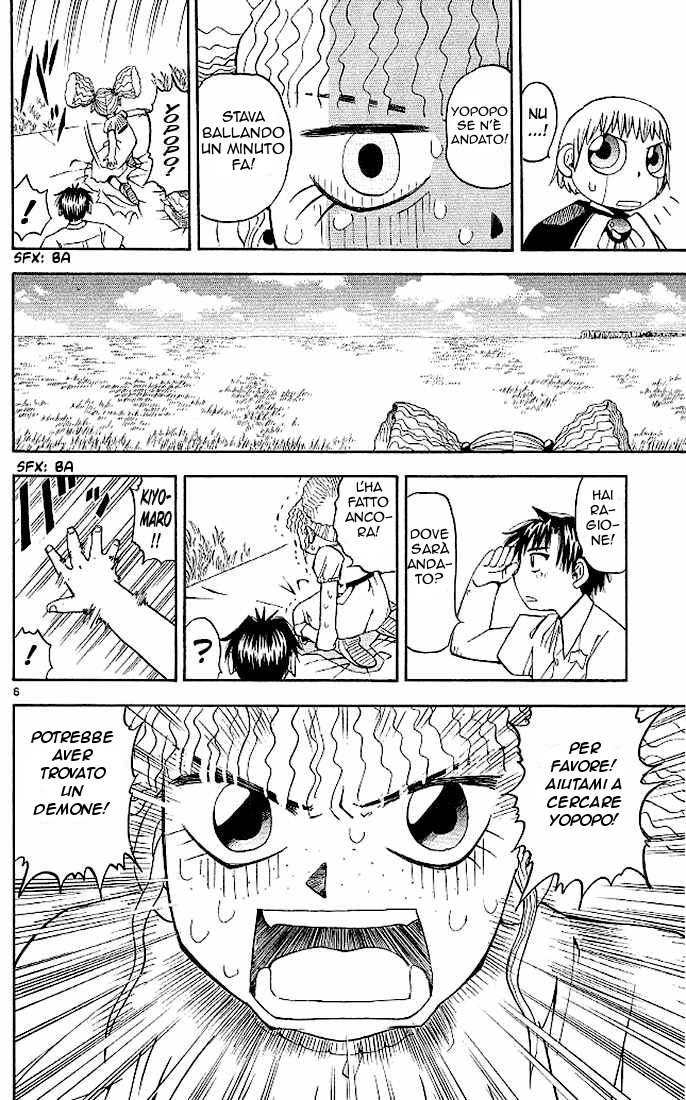 NU
...!
YOPOPO
SE N'È
ANDATO!
STAVA
BALLANDO
UN MINUTO
FA!
YOPOPO!
!
SFX: BA
HAI
RA-
GIO-
NE!
DOVE
SARÀ
ANDA-
TO?
L'HA
FATTO
ANCO-
RA!
?
SFX: BA
KIYO-
MARO
!!
!
6
PER
FAVORE!
AIUTAMI A
CERCARE
YOPOPO!
POTREBBE
AVER
TROVATO
UN
DEMONE!